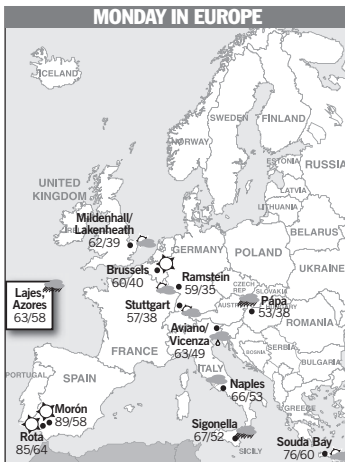 MONDAY IN EUROPE
ICELAND
SWEDEN
FINLAND
NORWAY
ESTONIA
RUSSIA
LATVIA
LITHUANIA
UNITED
KINGDOM
Mildenhall/
Lakenheath
62/39
BELARUS
GERMANY
POLAND
Brussels
60/40
Ramstein
59/35
UKRAINE
CZECH
REP
SLOVAKIA
Lajes,
Azores
63/58
Stuttgart
57/38
Pápa
53/38
Aviano/
Vicenza
63/49
ROMANIA
FRANCE
BOSNIA
SERBIA
BULGARIA
ITALY
PORTUGAL
SPAIN
Naples
66/53
Morón
89/58
GREECE
Rota
85/64
Sigonella
67/52
SICILY
Souda Bay
76/60